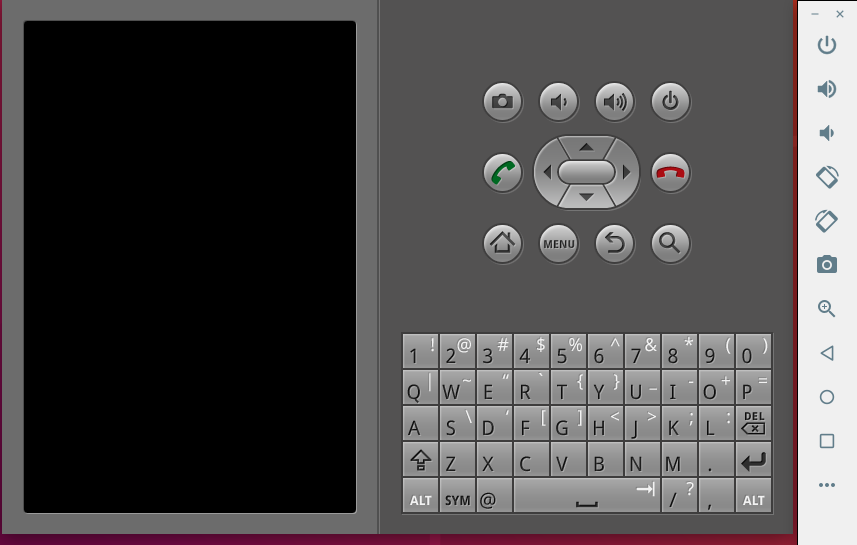 MENU
1 ! 2 @ 3 # 4 $ 5 % 6 ^ 7 & 8 * 9 ( 0 )
Q | W ~ E “ R ` T { Y } U _ I - O + P =
A S \ D ‘ F [ G ] H < J > K ; L : DEL
Z X C V B N M .
ALT SYM @ / ? , ALT